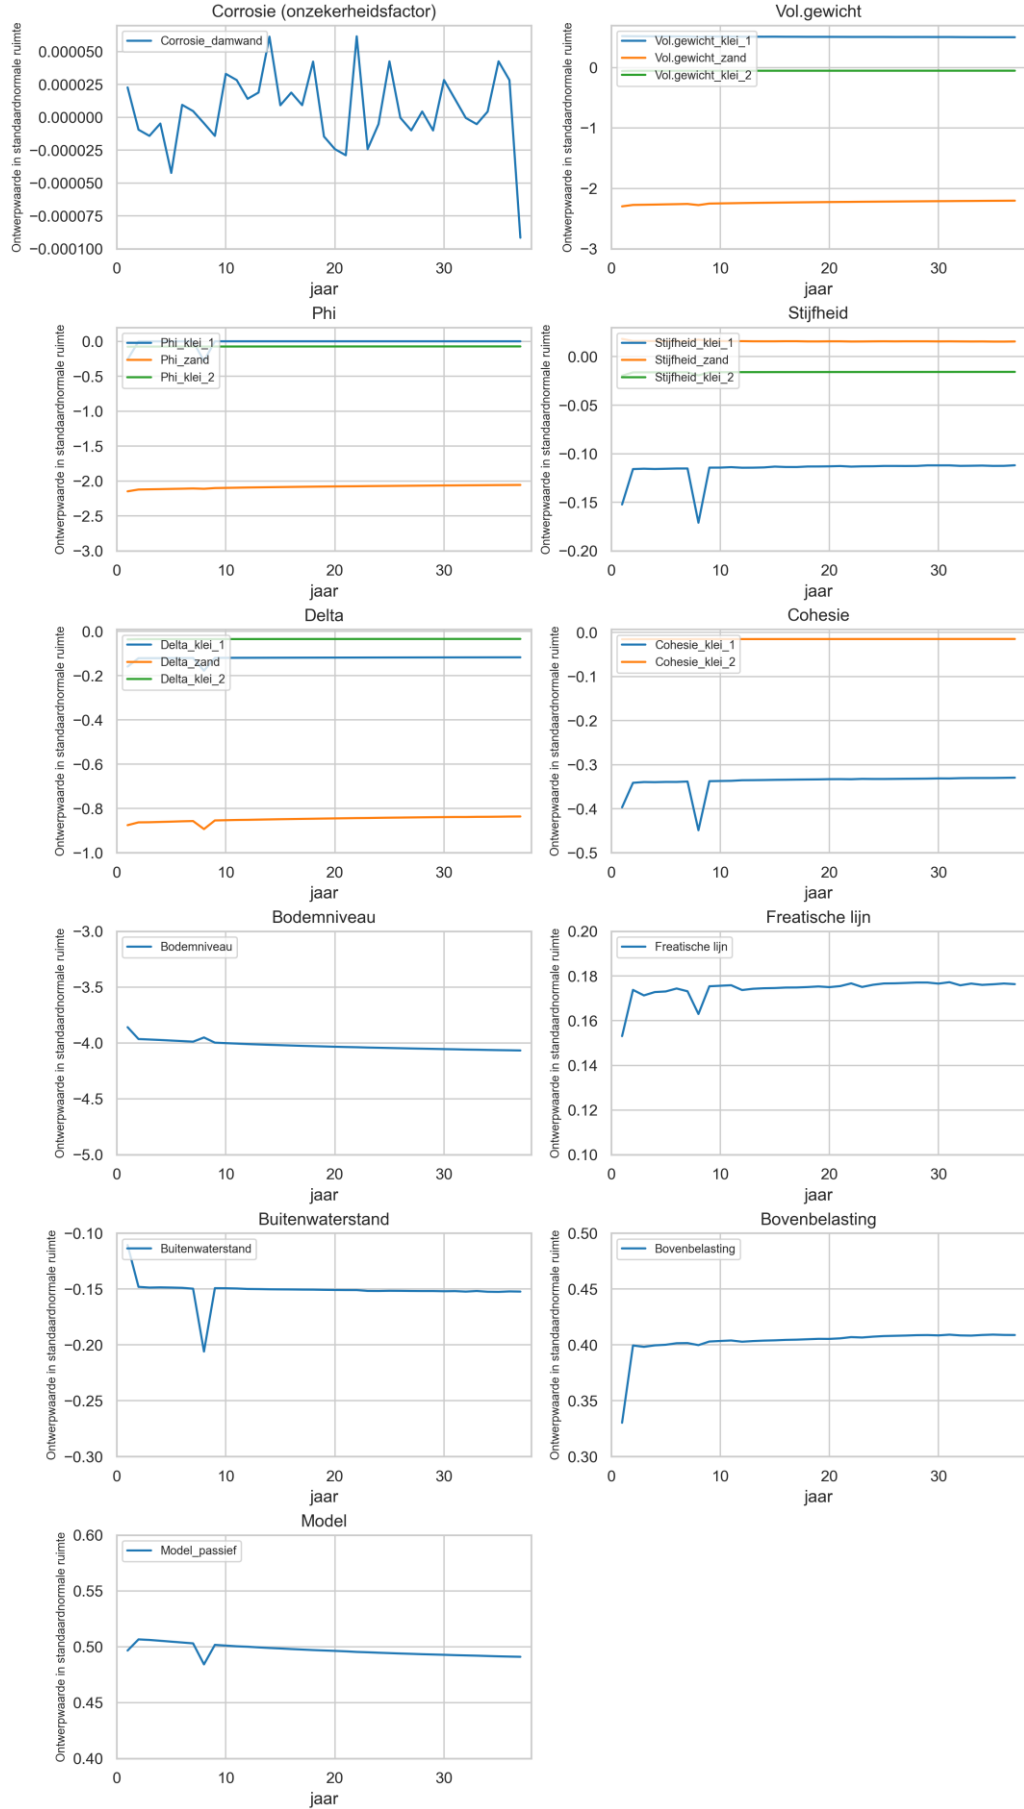 Corrosie (onzekerheidsfactor)
Ontwerpwaarde in standaardnormale ruimte
Corrosie_damwand
0.000050
0.000025
0.000000
−0.000025
−0.000050
−0.000075
−0.000100
0 10 20 30
jaar
Vol.gewicht
Ontwerpwaarde in standaardnormale ruimte
Vol.gewicht_klei_1
Vol.gewicht_zand
Vol.gewicht_klei_2
0
−1
−2
−3
0 10 20 30
jaar
Phi
Ontwerpwaarde in standaardnormale ruimte
Phi_klei_1
Phi_zand
Phi_klei_2
0.0
−0.5
−1.0
−1.5
−2.0
−2.5
−3.0
0 10 20 30
jaar
Stijfheid
Ontwerpwaarde in standaardnormale ruimte
Stijfheid_klei_1
Stijfheid_zand
Stijfheid_klei_2
0.00
−0.05
−0.10
−0.15
−0.20
0 10 20 30
jaar
Delta
Ontwerpwaarde in standaardnormale ruimte
Delta_klei_1
Delta_zand
Delta_klei_2
0.0
−0.2
−0.4
−0.6
−0.8
−1.0
0 10 20 30
jaar
Cohesie
Ontwerpwaarde in standaardnormale ruimte
Cohesie_klei_1
Cohesie_klei_2
0.0
−0.1
−0.2
−0.3
−0.4
−0.5
0 10 20 30
jaar
Bodemniveau
Ontwerpwaarde in standaardnormale ruimte
Bodemniveau
−3.0
−3.5
−4.0
−4.5
−5.0
0 10 20 30
jaar
Freatische lijn
Ontwerpwaarde in standaardnormale ruimte
Freatische lijn
0.20
0.18
0.16
0.14
0.12
0.10
0 10 20 30
jaar
Buitenwaterstand
Ontwerpwaarde in standaardnormale ruimte
Buitenwaterstand
−0.10
−0.15
−0.20
−0.25
−0.30
0 10 20 30
jaar
Bovenbelasting
Ontwerpwaarde in standaardnormale ruimte
Bovenbelasting
0.50
0.45
0.40
0.35
0.30
0 10 20 30
jaar
Model
Ontwerpwaarde in standaardnormale ruimte
Model_passief
0.60
0.55
0.50
0.45
0.40
0 10 20 30
jaar